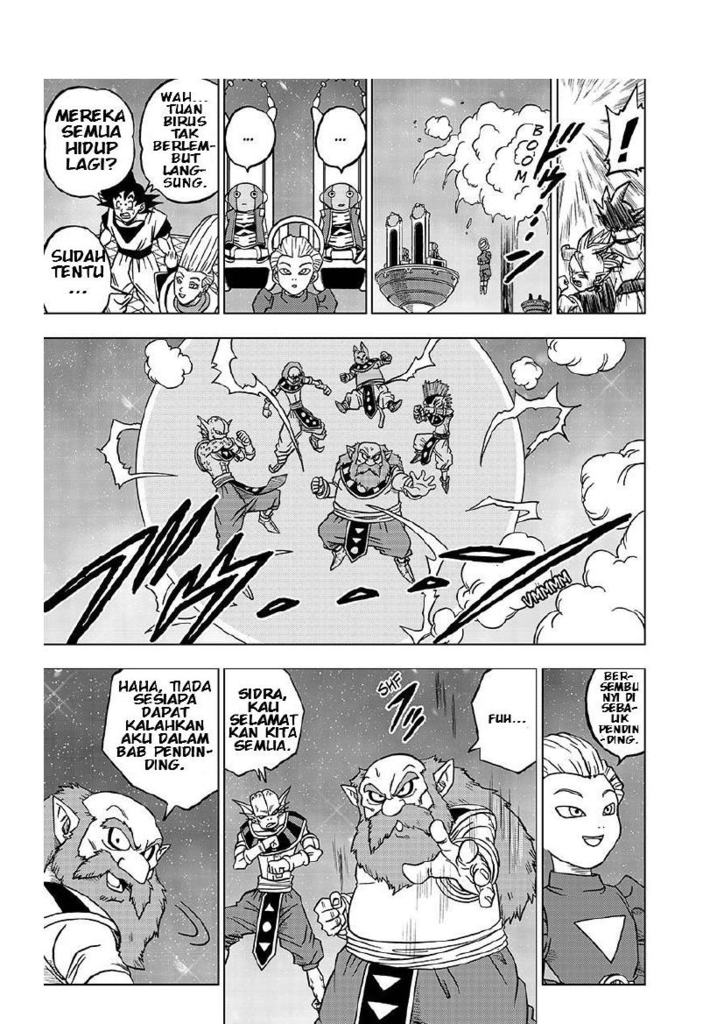 !
BOOM
...
...
WAH...
TUAN
BIRUS
TAK
BERLEM-
BUT
LANG-
SUNG.
MEREKA
SEMUA
HIDUP
LAGI?
SUDAH
TENTU
...
VMMMM
BER-
SEMBU
NYI DI
SEBA-
LIK
PENDIN
-DING.
FUH...
SHF
SIDRA,
KAU
SELAMAT
KAN KITA
SEMUA.
HAHA, TIADA
SESIAPA
DAPAT
KALAHKAN
AKU DALAM
BAB PENDIN-
DING.